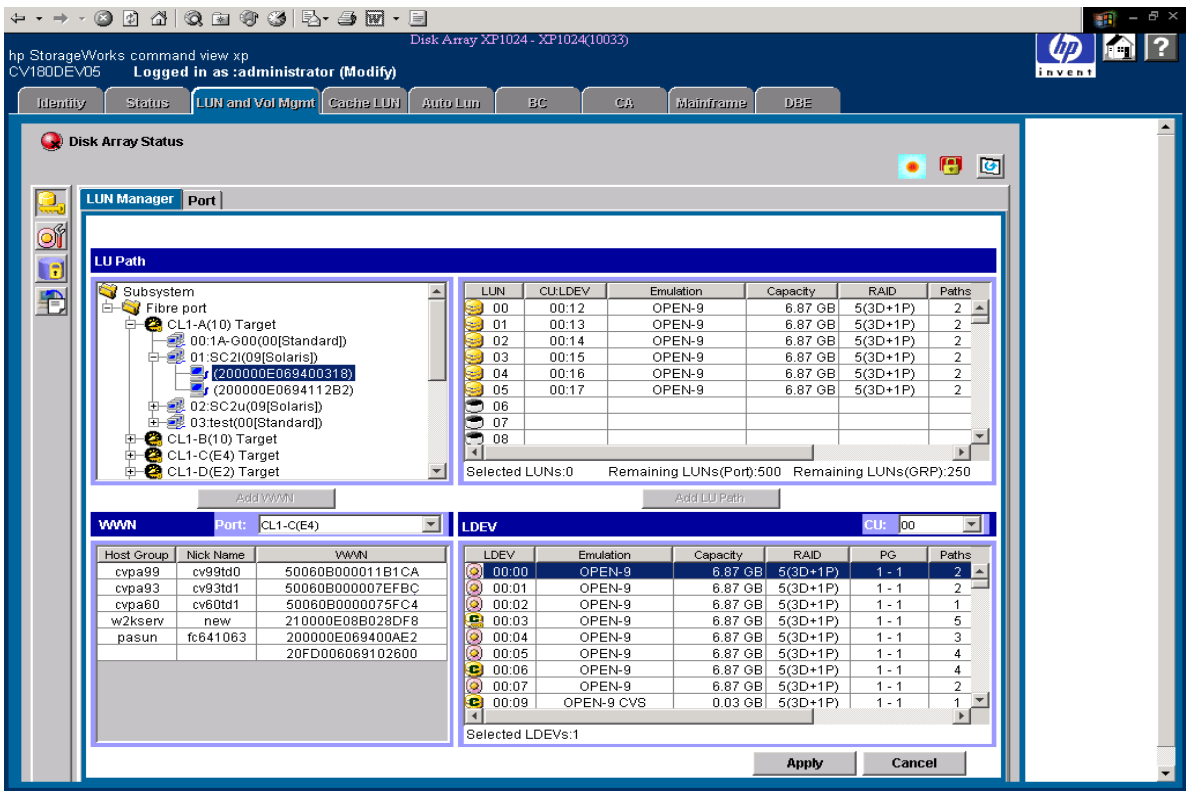 Disk Array XP1024 - XP1024(10033)
hp StorageWorks command view xp
CV180DEV05 Logged in as :administrator (Modify)
hp
invent
?
Identity Status LUN and Vol Mgmt Cache LUN Auto Lun BC CA Mainframe DBE
Disk Array Status
LUN Manager Port
LU Path
Subsystem
Fibre port
CL1-A(10) Target
00:1A-G00(00[Standard])
01:SC2l(09[Solaris])
(200000E069400318)
(200000E0694112B2)
02:SC2u(09[Solaris])
03:test(00[Standard])
CL1-B(10) Target
CL1-C(E4) Target
CL1-D(E2) Target
LUN CU:LDEV Emulation Capacity RAID Paths
00 00:12 OPEN-9 6.87 GB 5(3D+1P) 2
01 00:13 OPEN-9 6.87 GB 5(3D+1P) 2
02 00:14 OPEN-9 6.87 GB 5(3D+1P) 2
03 00:15 OPEN-9 6.87 GB 5(3D+1P) 2
04 00:16 OPEN-9 6.87 GB 5(3D+1P) 2
05 00:17 OPEN-9 6.87 GB 5(3D+1P) 2
06
07
08
Selected LUNs:0 Remaining LUNs(Port):500 Remaining LUNs(GRP):250
Add WWN
Add LU Path
WWN Port: CL1-C(E4)
Host Group Nick Name WWN
cvpa99 cv99td0 50060B000011B1CA
cvpa93 cv93td1 50060B000007EFBC
cvpa60 cv60td1 50060B0000075FC4
w2kserv new 210000E08B028DF8
pasun fc641063 200000E069400AE2
20FD006069102600
LDEV CU: 00
LDEV Emulation Capacity RAID PG Paths
00:00 OPEN-9 6.87 GB 5(3D+1P) 1 - 1 2
00:01 OPEN-9 6.87 GB 5(3D+1P) 1 - 1 2
00:02 OPEN-9 6.87 GB 5(3D+1P) 1 - 1 1
00:03 OPEN-9 6.87 GB 5(3D+1P) 1 - 1 5
00:04 OPEN-9 6.87 GB 5(3D+1P) 1 - 1 3
00:05 OPEN-9 6.87 GB 5(3D+1P) 1 - 1 4
00:06 OPEN-9 6.87 GB 5(3D+1P) 1 - 1 4
00:07 OPEN-9 6.87 GB 5(3D+1P) 1 - 1 2
00:09 OPEN-9 CVS 0.03 GB 5(3D+1P) 1 - 1 1
Selected LDEVs:1
Apply Cancel